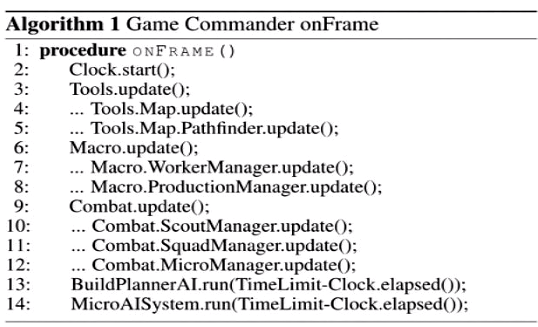 Algorithm 1 Game Commander onFrame
1: procedure ONFRAME()
2: Clock.start();
3: Tools.update();
4: ... Tools.Map.update();
5: ... Tools.Map.Pathfinder.update();
6: Macro.update();
7: ... Macro.WorkerManager.update();
8: ... Macro.ProductionManager.update();
9: Combat.update();
10: ... Combat.ScoutManager.update();
11: ... Combat.SquadManager.update();
12: ... Combat.MicroManager.update();
13: BuildPlannerAI.run(TimeLimit-Clock.elapsed());
14: MicroAISystem.run(TimeLimit-Clock.elapsed());